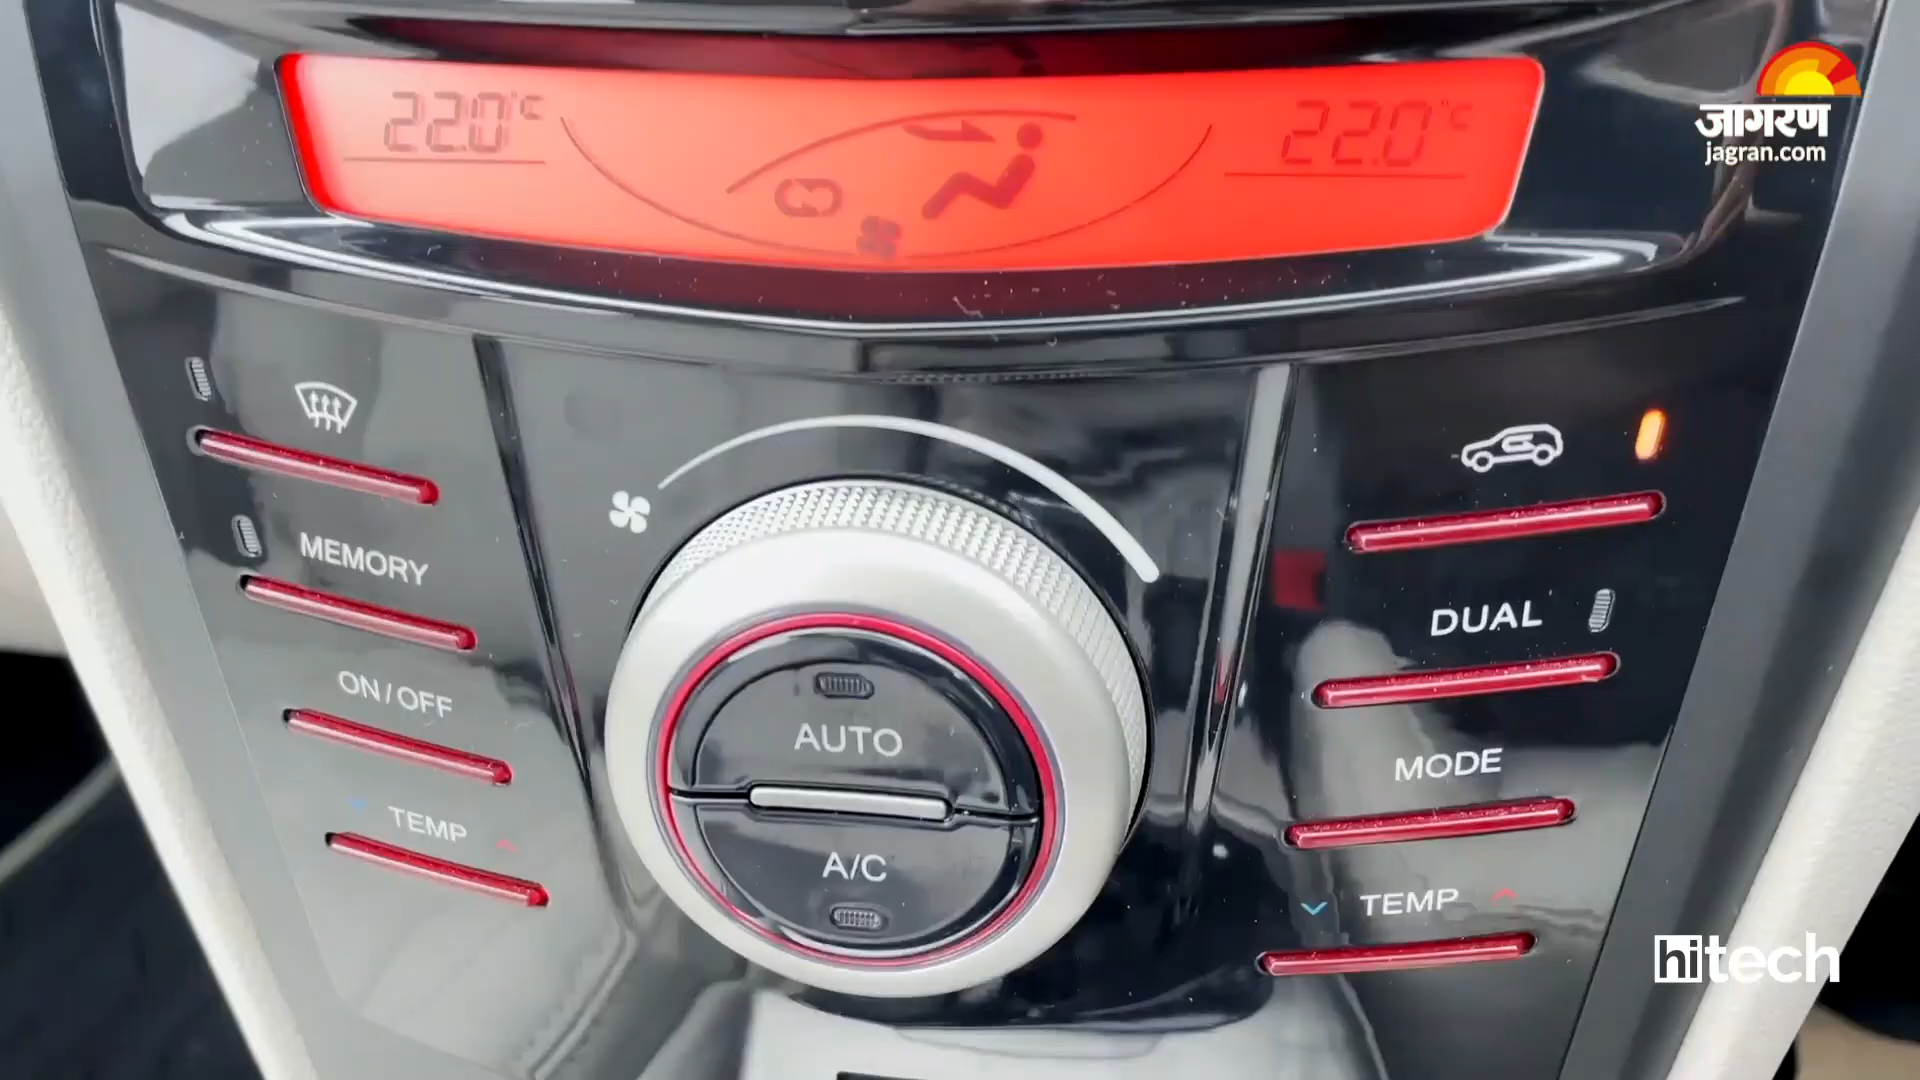 22.0°C
22.0°C
जागरण
jagran.com
MEMORY
ON/OFF
TEMP
AUTO
A/C
DUAL
MODE
TEMP
hitech